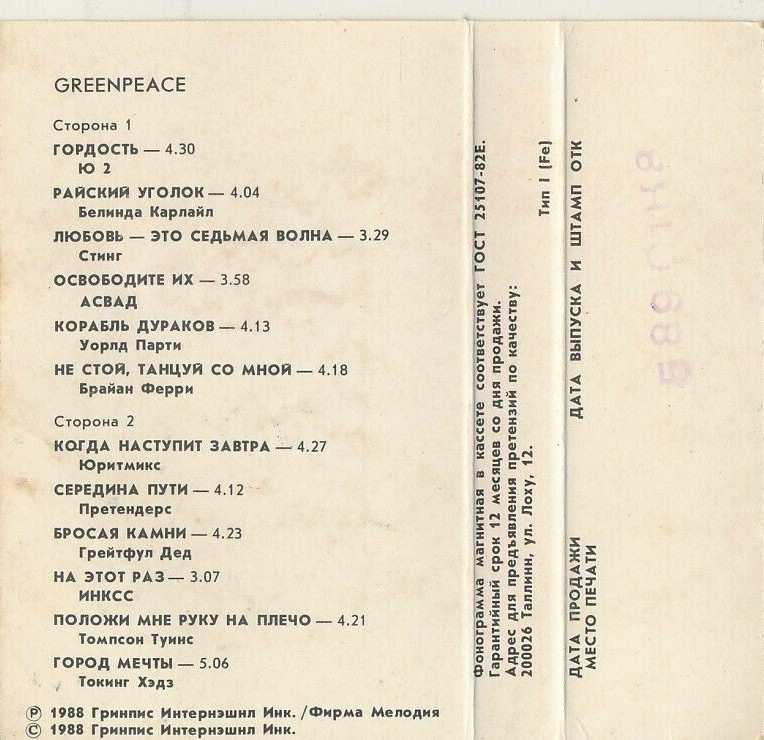 GREENPEACE
Сторона 1
ГОРДОСТЬ — 4.30
Ю 2
РАЙСКИЙ УГОЛОК — 4.04
Белинда Карлайл
ЛЮБОВЬ — ЭТО СЕДЬМАЯ ВОЛНА — 3.29
Стинг
ОСВОБОДИТЕ ИХ — 3.58
АСВАД
КОРАБЛЬ ДУРАКОВ — 4.13
Уорлд Парти
НЕ СТОЙ, ТАНЦУЙ СО МНОЙ — 4.18
Брайан Ферри
Сторона 2
КОГДА НАСТУПИТ ЗАВТРА — 4.27
Юритмикс
СЕРЕДИНА ПУТИ — 4.12
Претендерс
БРОСАЯ КАМНИ — 4.23
Грейтфул Дед
НА ЭТОТ РАЗ — 3.07
ИНКСС
ПОЛОЖИ МНЕ РУКУ НА ПЛЕЧО — 4.21
Томпсон Туинс
ГОРОД МЕЧТЫ — 5.06
Токинг Хэдз
Ⓟ 1988 Гринпис Интернэшнл Инк. /Фирма Мелодия
© 1988 Гринпис Интернэшнл Инк.
Фонограмма магнитная в кассете соответствует ГОСТ 25107-82Е.
Гарантийный срок 12 месяцев со дня продажи.
Адрес для предъявления претензий по качеству:
200026 Таллинн, ул. Лоху, 12.
Тип I (Fe)
ДАТА ВЫПУСКА И ШТАМП ОТК
ДАТА ПРОДАЖИ
МЕСТО ПЕЧАТИ